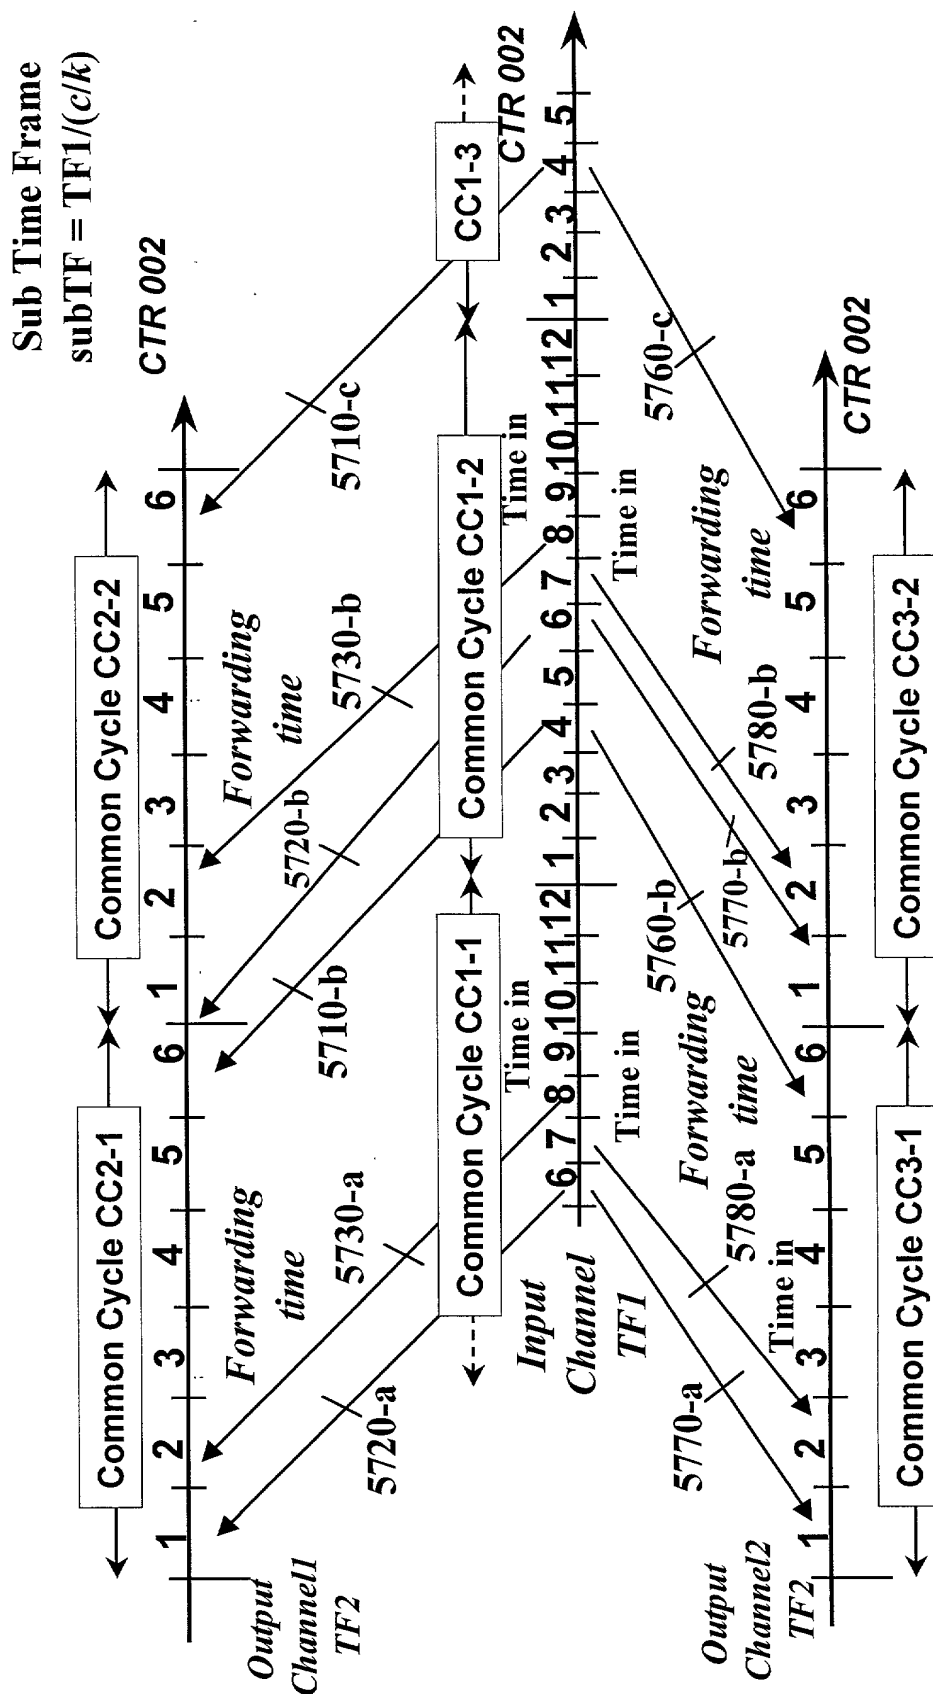 Sub Time Frame
subTF = TF1/(c/k)
CTR 002
Common Cycle CC2-1
Common Cycle CC2-2
1 2 3 4 5 6 1 2 3 4 5 6
Output
Channel1
TF2
Forwarding
time
Forwarding
time
5720-a
5730-a
5710-b
5720-b
5730-b
5710-c
Common Cycle CC1-1
Common Cycle CC1-2
CC1-3
CTR 002
Time in
Time in
6 7 8 9 10 11 12 1 2 3 4 5 6 7 8 9 10 11 12 1 2 3 4 5
Input
Channel
TF1
Time in
Time in
5770-a
5780-a
Forwarding
time
5760-b
5770-b
5780-b
Forwarding
time
5760-c
Time in
CTR 002
1 2 3 4 5 6 1 2 3 4 5 6
Output
Channel2
TF2
Common Cycle CC3-1
Common Cycle CC3-2